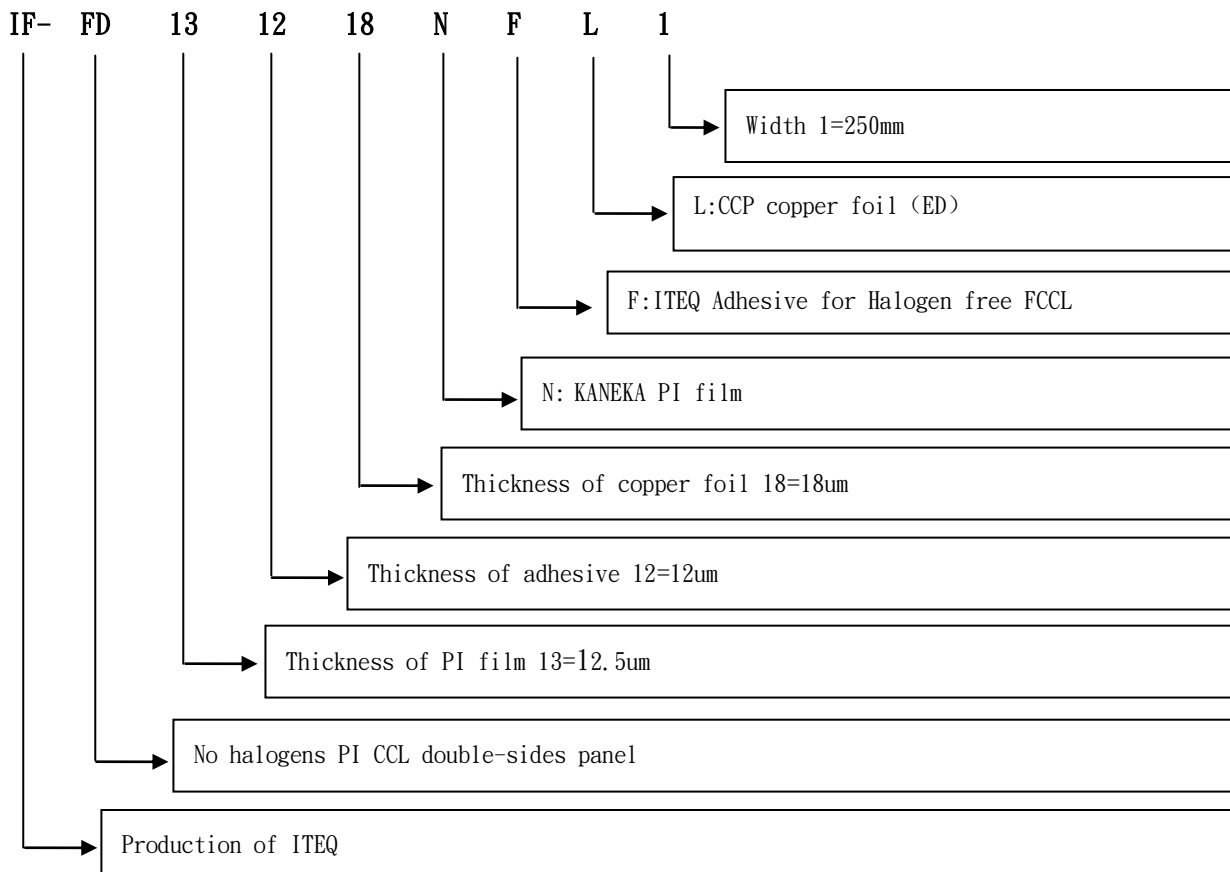 IF- FD 13 12 18 N F L 1
Width 1=250mm
L:CCP copper foil（ED）
F:ITEQ Adhesive for Halogen free FCCL
N: KANEKA PI film
Thickness of copper foil 18=18um
Thickness of adhesive 12=12um
Thickness of PI film 13=12.5um
No halogens PI CCL double-sides panel
Production of ITEQ